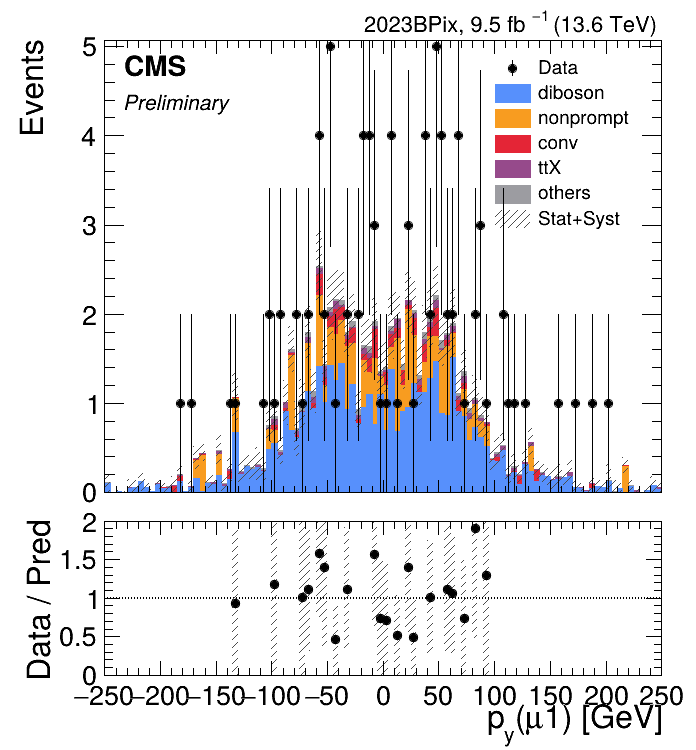 2023BPix, 9.5 fb⁻¹ (13.6 TeV)
CMS
Preliminary
Events
5
4
3
2
1
0
Data
diboson
nonprompt
conv
ttX
others
Stat+Syst
Data / Pred
2
1.5
1
0.5
0
−250 −200 −150 −100 −50 0 50 100 150 200 250
p_y(μ1) [GeV]